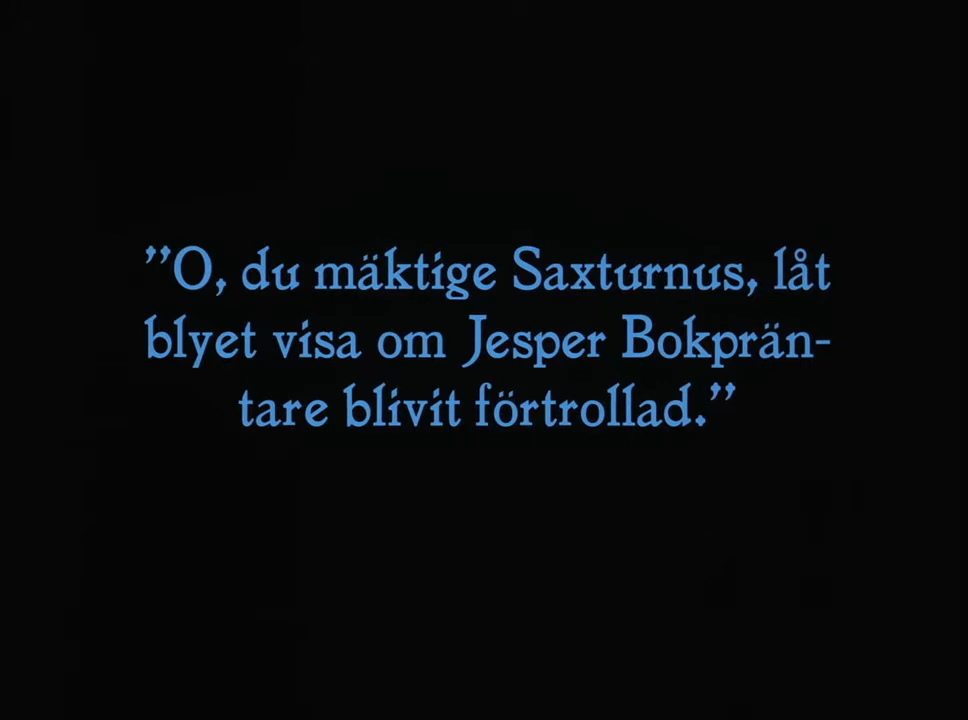 ”O, du mäktige Saxturnus, låt
blyet visa om Jesper Bokprän-
tare blivit förtrollad.”